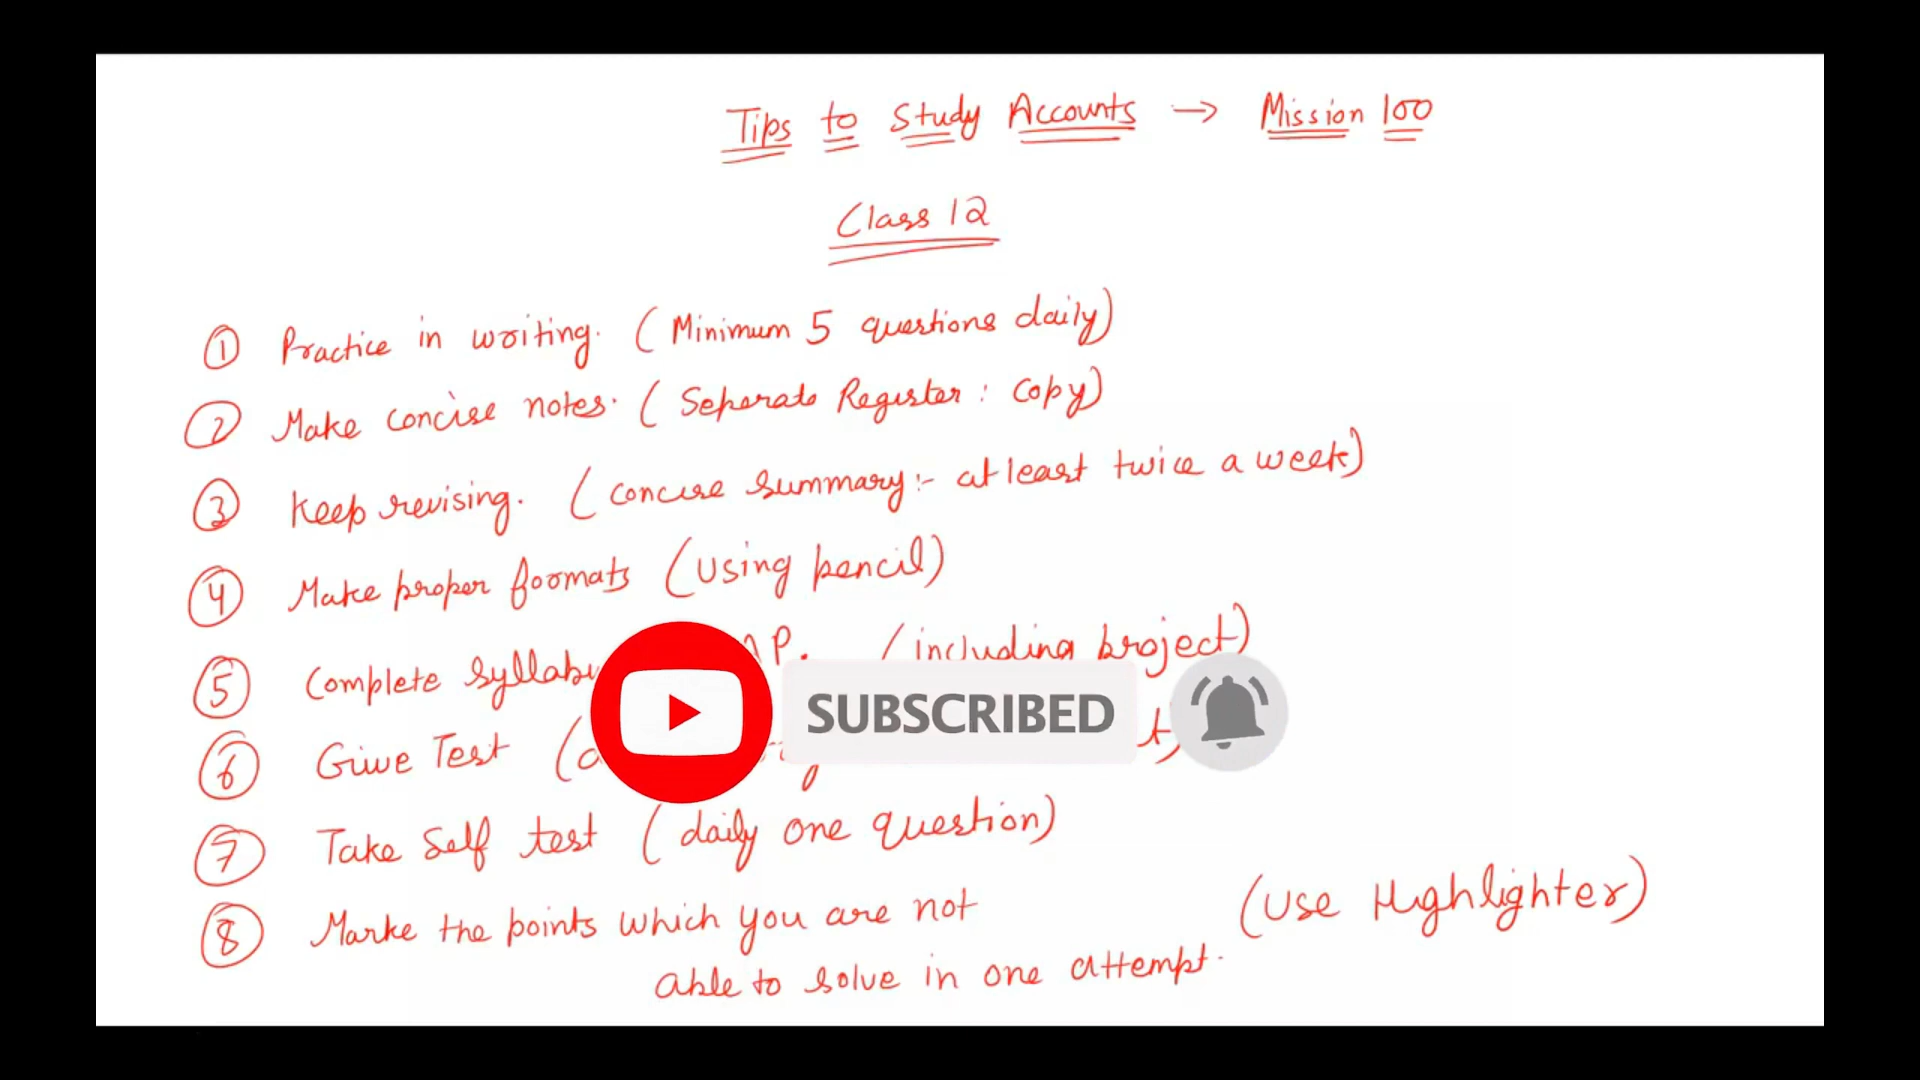 Tips to Study Accounts → Mission 100
Class 12
① Practice in writing. (Minimum 5 questions daily)
② Make concise notes. (Seperate Register : Copy)
③ Keep revising. (Concise summary:- at least twice a week)
④ Make proper formats (Using pencil)
⑤ Complete (including project)
⑥ Give Test
SUBSCRIBED
⑦ Take Self test (daily one question)
⑧ Marke the points which you are not
able to solve in one attempt. (Use Highlighter)